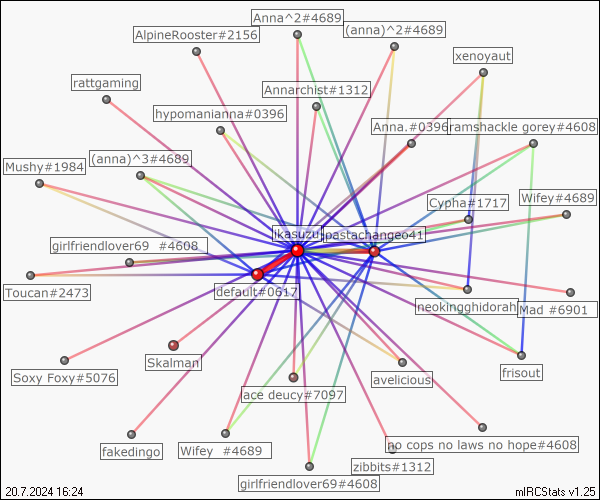 Anna^2#4689
(anna)^2#4689
AlpineRooster#2156
xenoyaut
rattgaming
Annarchist#1312
hypomanianna#0396
Anna.#0396
ramshackle gorey#4608
Mushy#1984
(anna)^3#4689
Wifey#4689
Cypha#1717
jkasuzu
pastachange041
girlfriendlover69 #4608
Toucan#2473
default#0617
neokingghidorah
Mad #6901
Skalman
Soxy Foxy#5076
avelicious
frisout
ace deucy#7097
fakedingo
Wifey #4689
no cops no laws no hope#4608
zibbits#1312
girlfriendlover69#4608
20.7.2024 16:24
mIRCStats v1.25